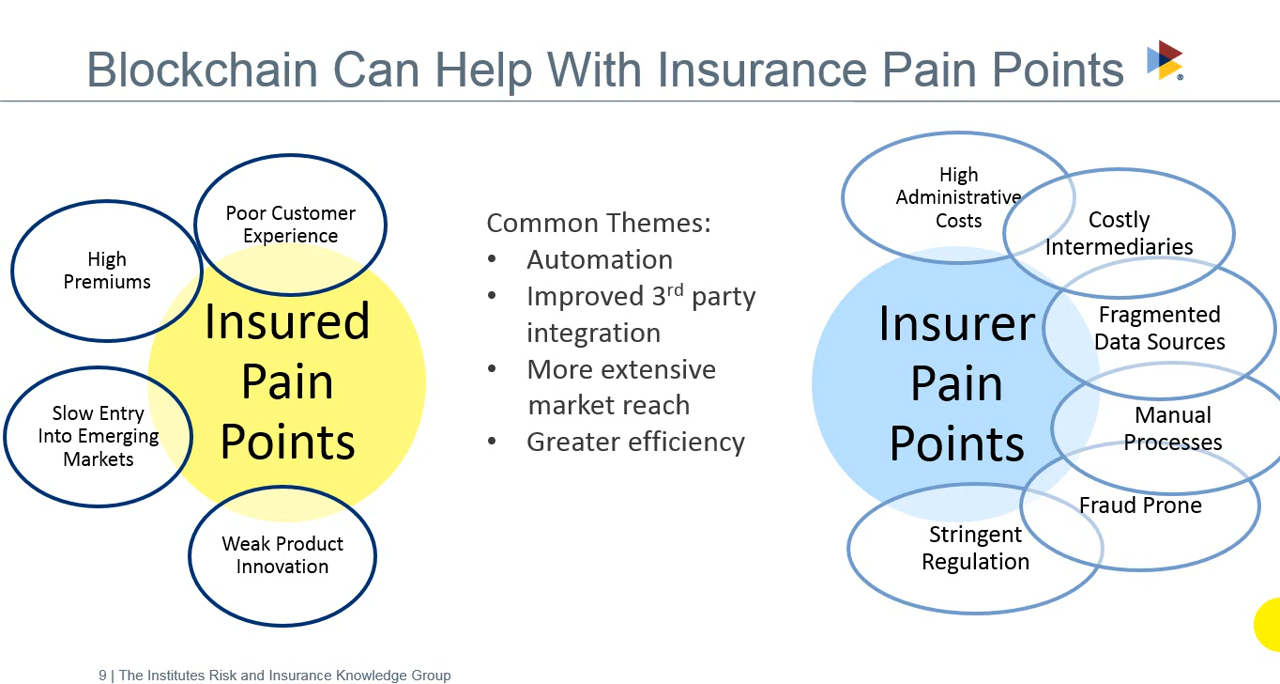 Blockchain Can Help With Insurance Pain Points
Poor Customer
Experience
High
Premiums
Insured
Pain
Points
Slow Entry
Into Emerging
Markets
Weak Product
Innovation
Common Themes:
• Automation
• Improved 3rd party
integration
• More extensive
market reach
• Greater efficiency
High
Administrative
Costs
Costly
Intermediaries
Insurer
Pain
Points
Fragmented
Data Sources
Manual
Processes
Fraud Prone
Stringent
Regulation
9 | The Institutes Risk and Insurance Knowledge Group